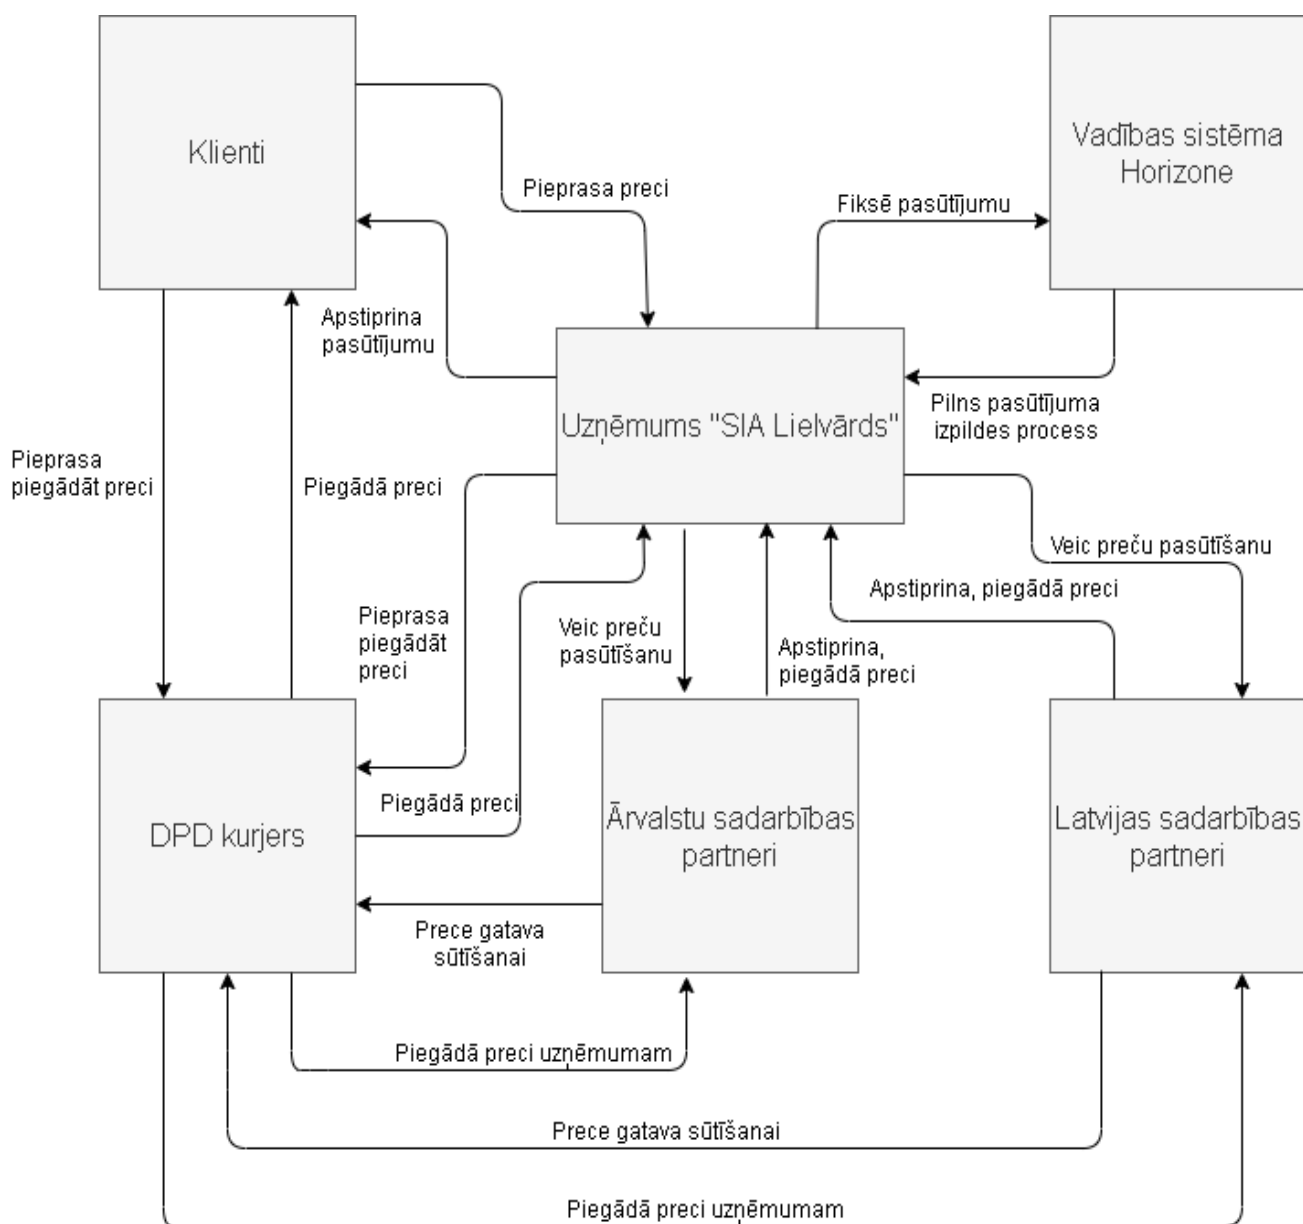 Klienti
Vadības sistēma
Horizone
Pieprasa preci
Fiksē pasūtījumu
Apstiprina
pasūtījumu
Uzņēmums "SIA Lielvārds"
Pilns pasūtījuma
izpildes process
Pieprasa
piegādāt preci
Piegādā preci
Veic preču pasūtīšanu
Apstiprina, piegādā preci
Pieprasa
piegādāt
preci
Veic preču
pasūtīšanu
Apstiprina,
piegādā preci
Piegādā preci
DPD kurjers
Ārvalstu sadarbības
partneri
Latvijas sadarbības
partneri
Prece gatava
sūtīšanai
Piegādā preci uzņēmumam
Prece gatava sūtīšanai
Piegādā preci uzņēmumam